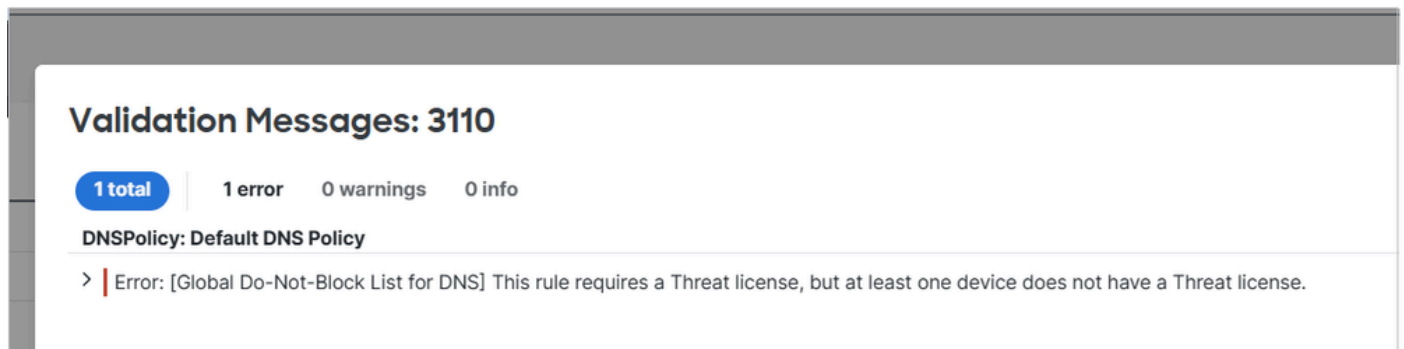 Validation Messages: 3110
1 total 1 error 0 warnings 0 info
DNSPolicy: Default DNS Policy
Error: [Global Do-Not-Block List for DNS] This rule requires a Threat license, but at least one device does not have a Threat license.